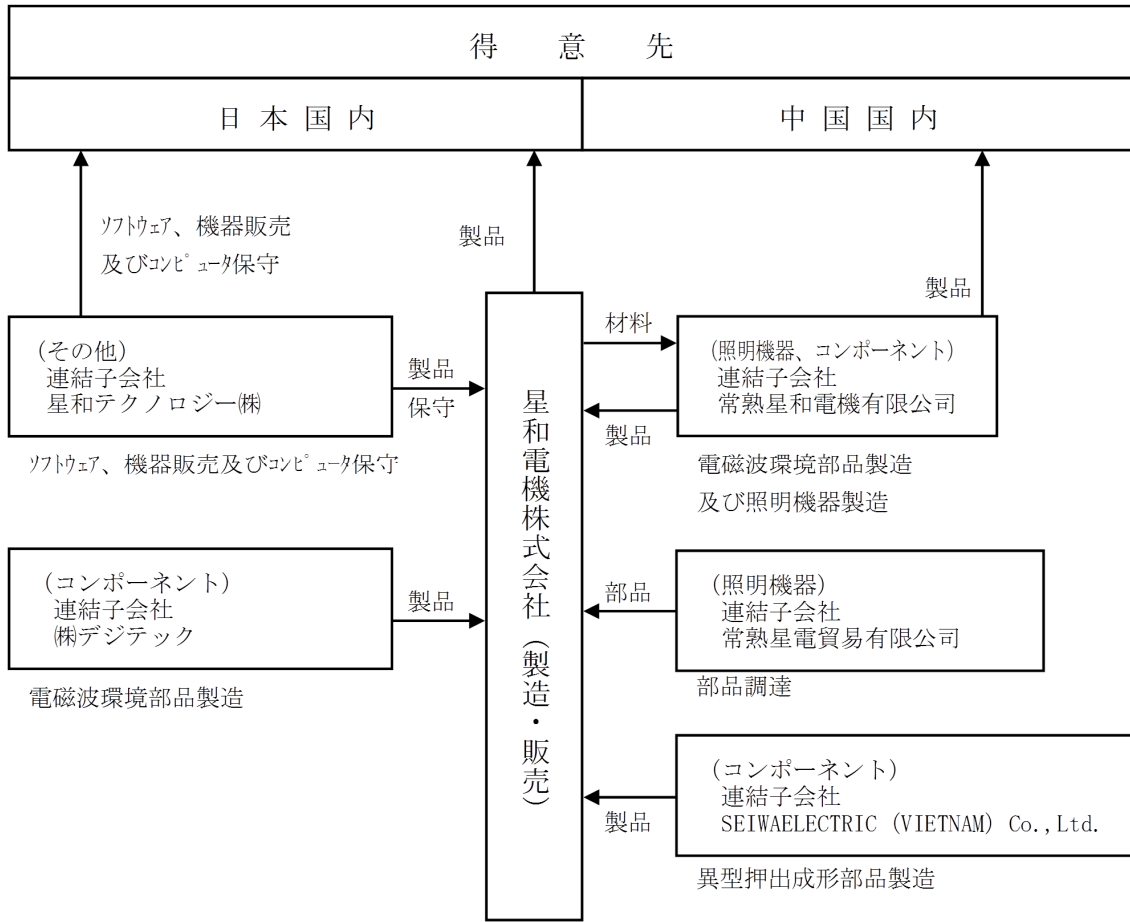 得意先
日本国内
中国国内
ｿﾌﾄｳｪｱ、機器販売
及びｺﾝﾋﾟｭｰﾀ保守
製品
製品
(その他)
連結子会社
星和テクノロジー㈱
製品
保守
ｿﾌﾄｳｪｱ、機器販売及びｺﾝﾋﾟｭｰﾀ保守
(コンポーネント)
連結子会社
㈱デジテック
製品
電磁波環境部品製造
星和電機株式会社（製造・販売）
材料
製品
(照明機器、コンポーネント)
連結子会社
常熟星和電機有限公司
電磁波環境部品製造
及び照明機器製造
部品
(照明機器)
連結子会社
常熟星電貿易有限公司
部品調達
製品
(コンポーネント)
連結子会社
SEIWAELECTRIC (VIETNAM) Co.,Ltd.
異型押出成形部品製造